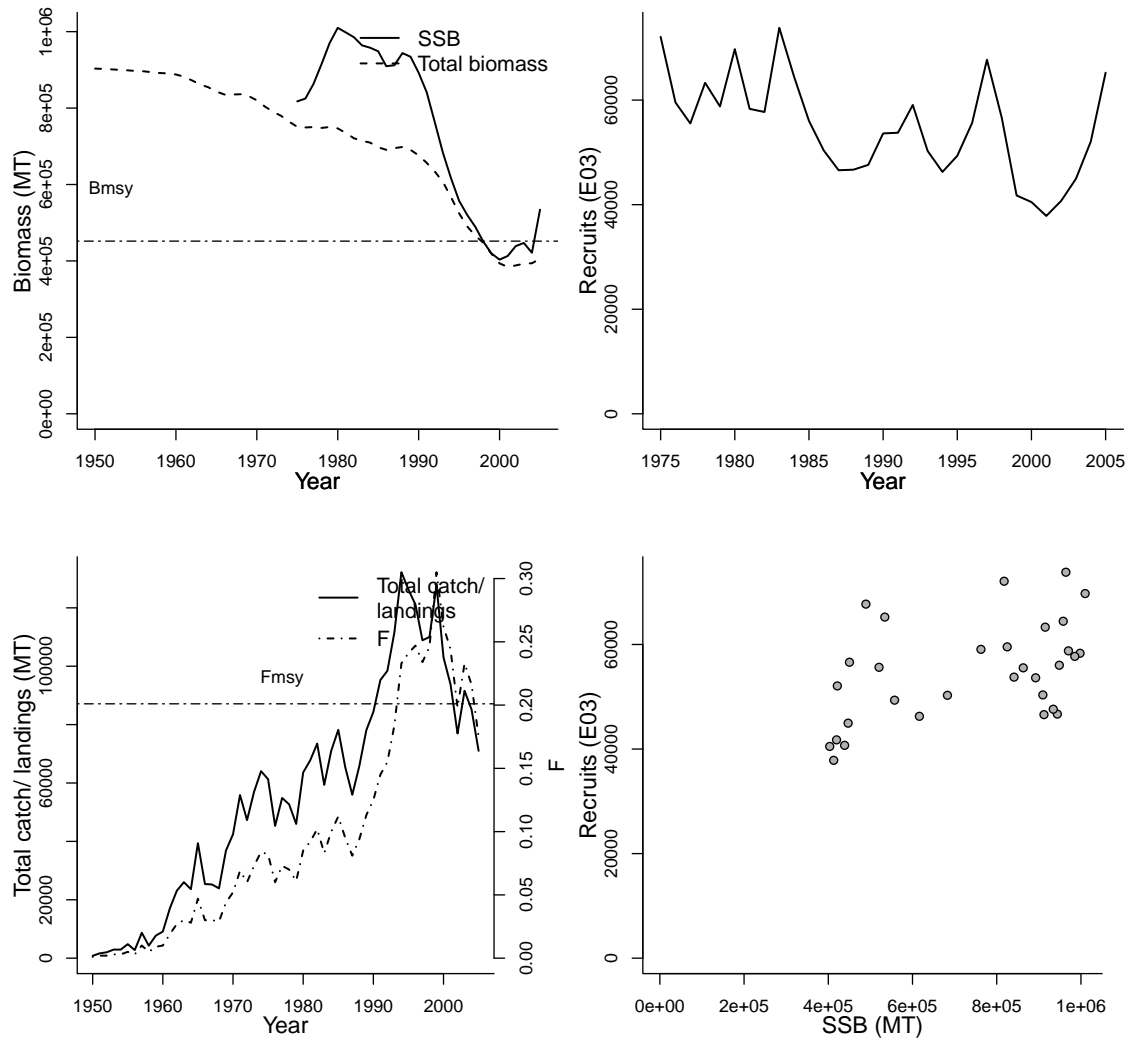 1e+06
8e+05
6e+05
4e+05
2e+05
0e+00
Biomass (MT)
SSB
Total biomass
Bmsy
1950 1960 1970 1980 1990 2000
Year
60000
40000
20000
0
Recruits (E03)
1975 1980 1985 1990 1995 2000 2005
Year
100000
60000
20000
0
Total catch/ landings (MT)
Total catch/
landings
F
Fmsy
0.30
0.25
0.20
0.15
0.10
0.05
0.00
F
1950 1960 1970 1980 1990 2000
Year
60000
40000
20000
0
Recruits (E03)
0e+00 2e+05 4e+05 6e+05 8e+05 1e+06
SSB (MT)